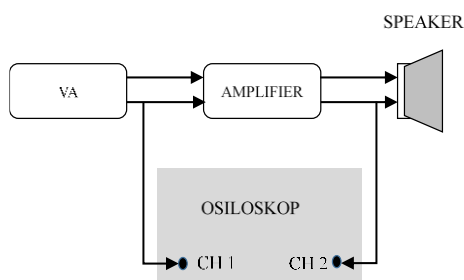 SPEAKER
VA
AMPLIFIER
OSILOSKOP
CH 1 CH 2